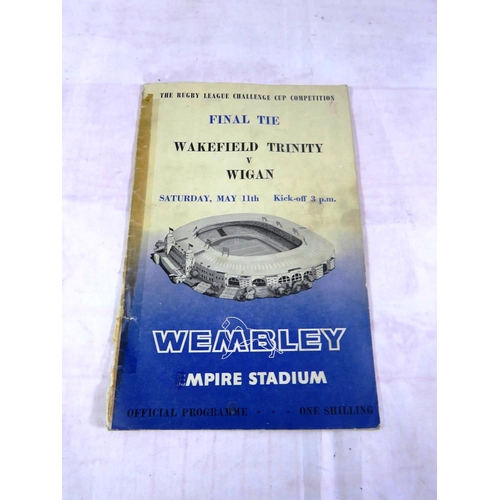 THE RUGBY LEAGUE CHALLENGE CUP COMPETITION
FINAL TIE
WAKEFIELD TRINITY
v
WIGAN
SATURDAY, MAY 11th Kick-off 3 p.m.
WEMBLEY
EMPIRE STADIUM
OFFICIAL PROGRAMME · · · ONE SHILLING